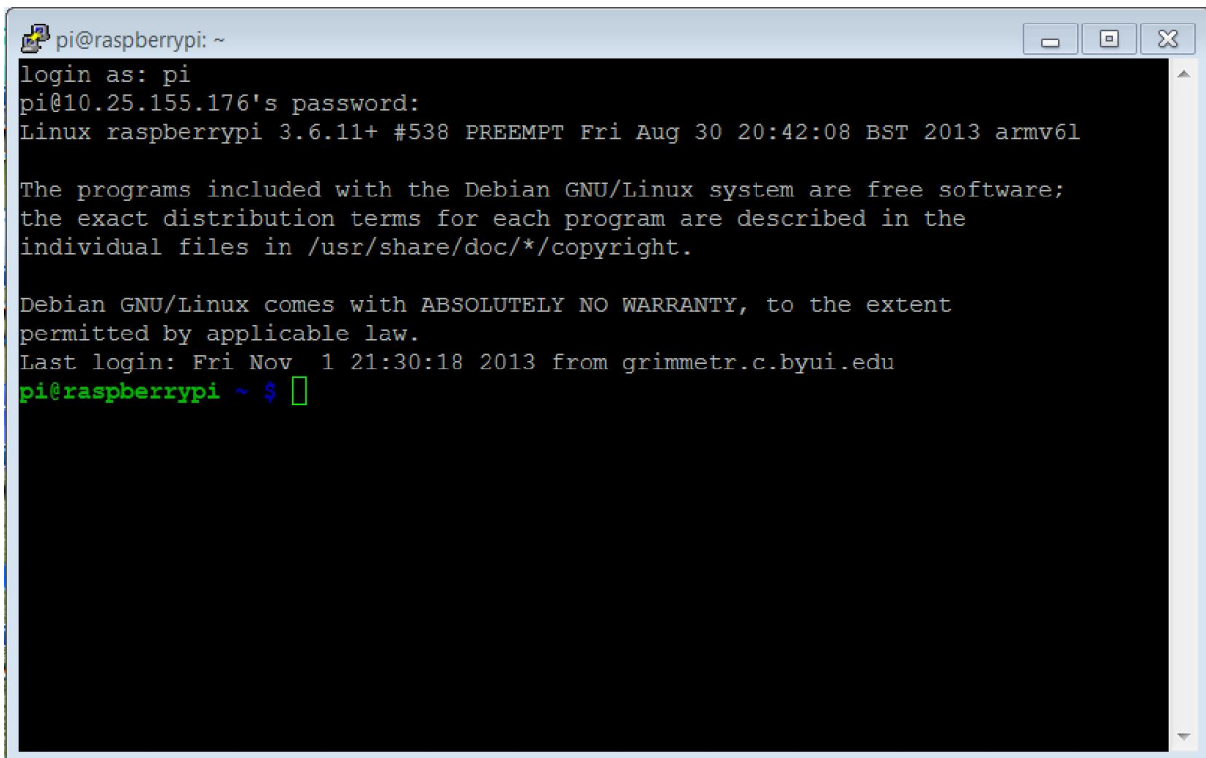 pi@raspberrypi: ~
login as: pi
pi@10.25.155.176's password:
Linux raspberrypi 3.6.11+ #538 PREEMPT Fri Aug 30 20:42:08 BST 2013 armv6l
The programs included with the Debian GNU/Linux system are free software;
the exact distribution terms for each program are described in the
individual files in /usr/share/doc/*/copyright.
Debian GNU/Linux comes with ABSOLUTELY NO WARRANTY, to the extent
permitted by applicable law.
Last login: Fri Nov  1 21:30:18 2013 from grimmetr.c.byui.edu
pi@raspberrypi ~ $